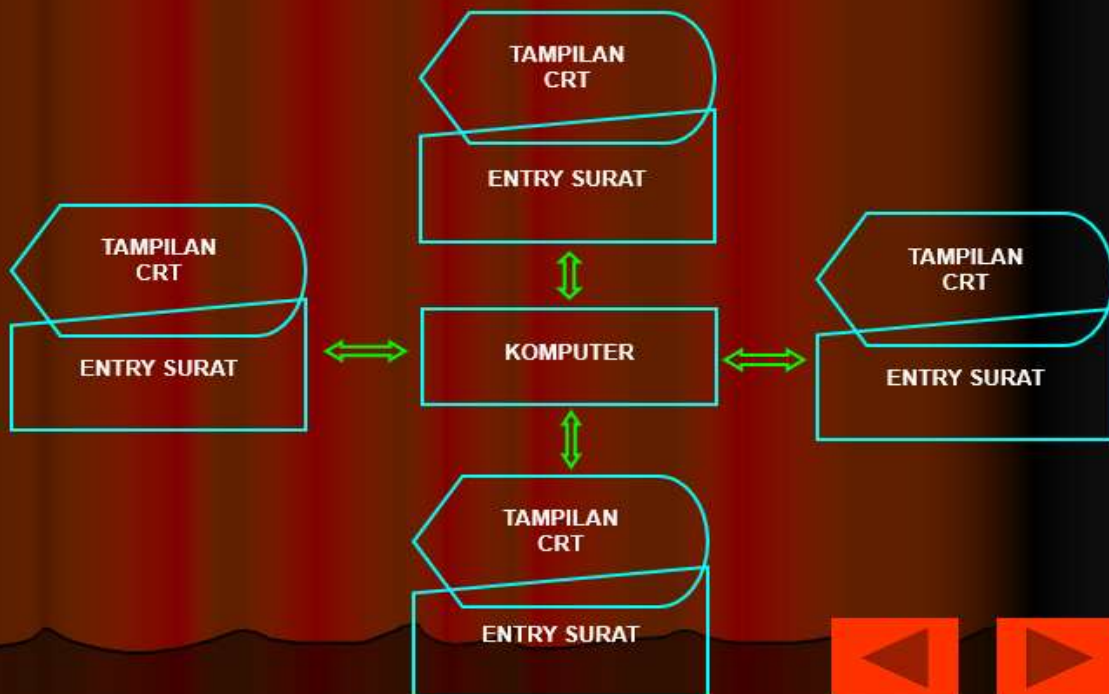 TAMPILAN
CRT
ENTRY SURAT
TAMPILAN
CRT
ENTRY SURAT
KOMPUTER
TAMPILAN
CRT
ENTRY SURAT
TAMPILAN
CRT
ENTRY SURAT